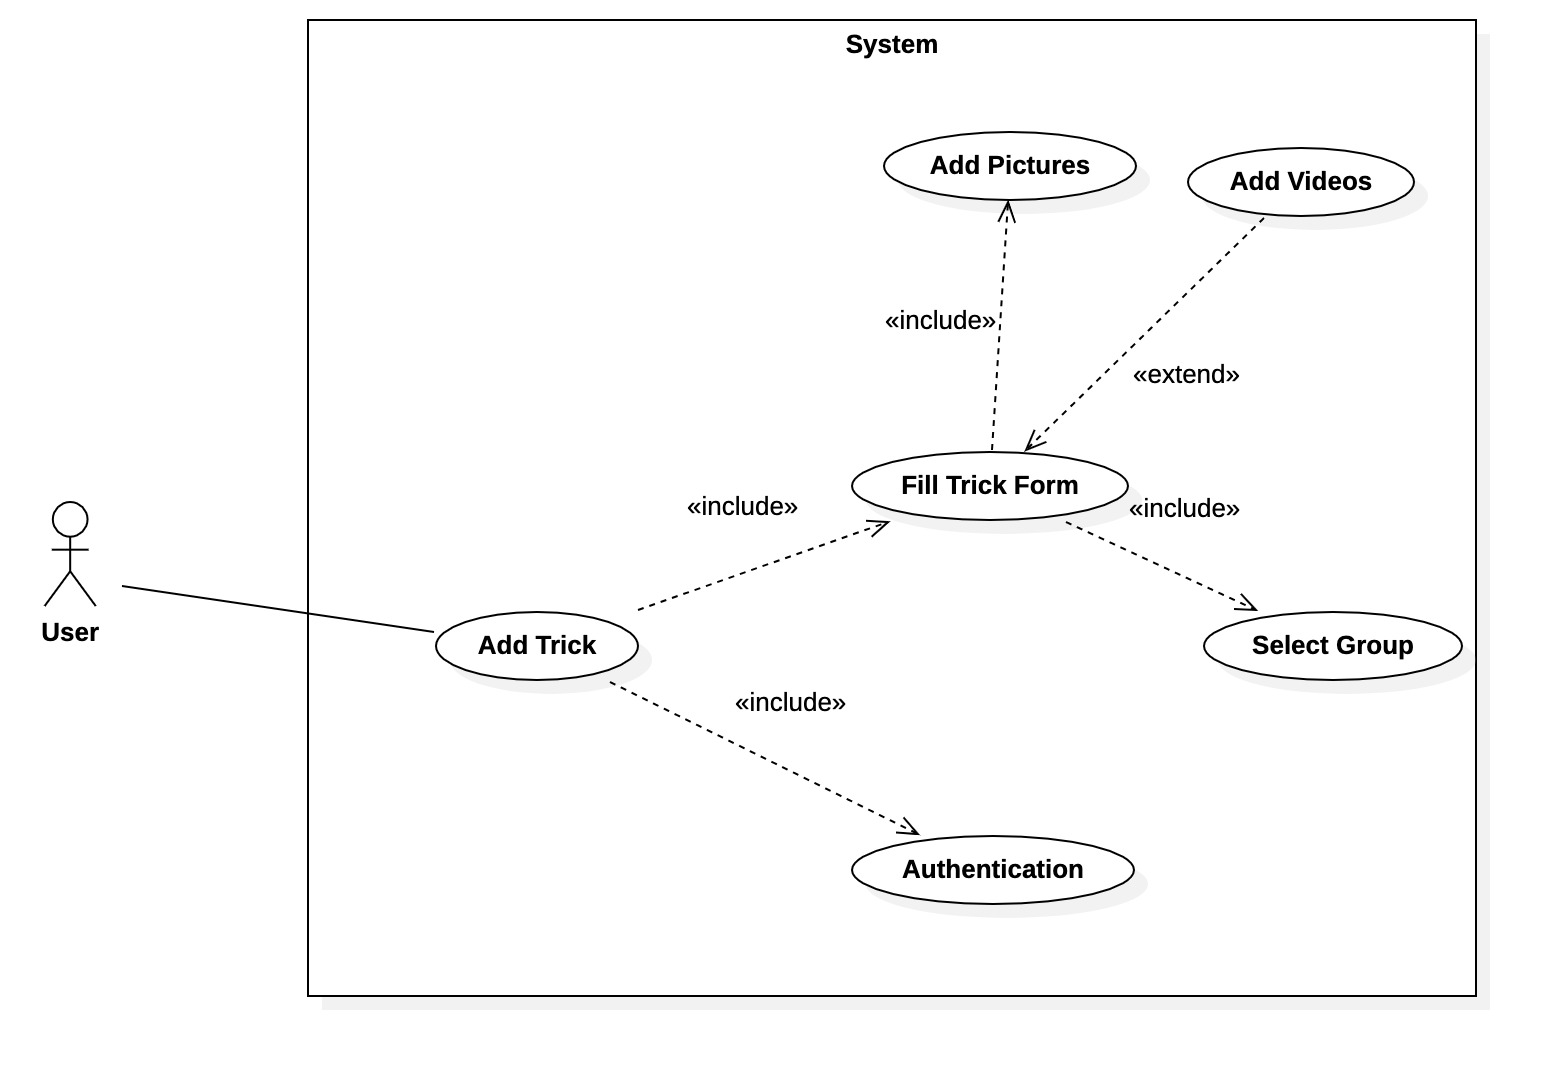 System
Add Pictures
Add Videos
«include»
«extend»
Fill Trick Form
«include»
«include»
User
Add Trick
Select Group
«include»
Authentication